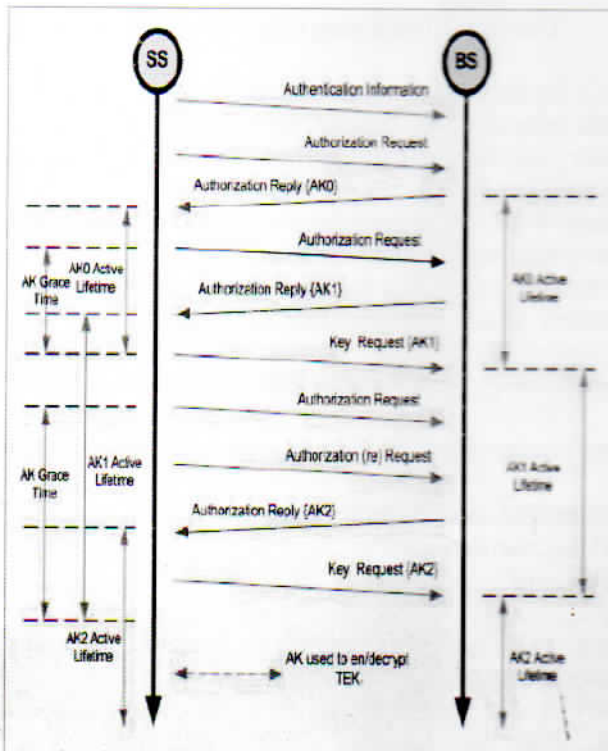 SS
BS
Authentication Information
Authorization Request
Authorization Reply {AK0}
Authorization Request
AK Grace
Time
AK0 Active
Lifetime
AK0 Active
Lifetime
Authorization Reply {AK1}
Key Request {AK1}
Authorization Request
AK Grace
Time
AK1 Active
Lifetime
Authorization (re) Request
AK1 Active
Lifetime
Authorization Reply {AK2}
Key Request {AK2}
AK2 Active
Lifetime
AK used to en/decrypt
TEK
AK2 Active
Lifetime